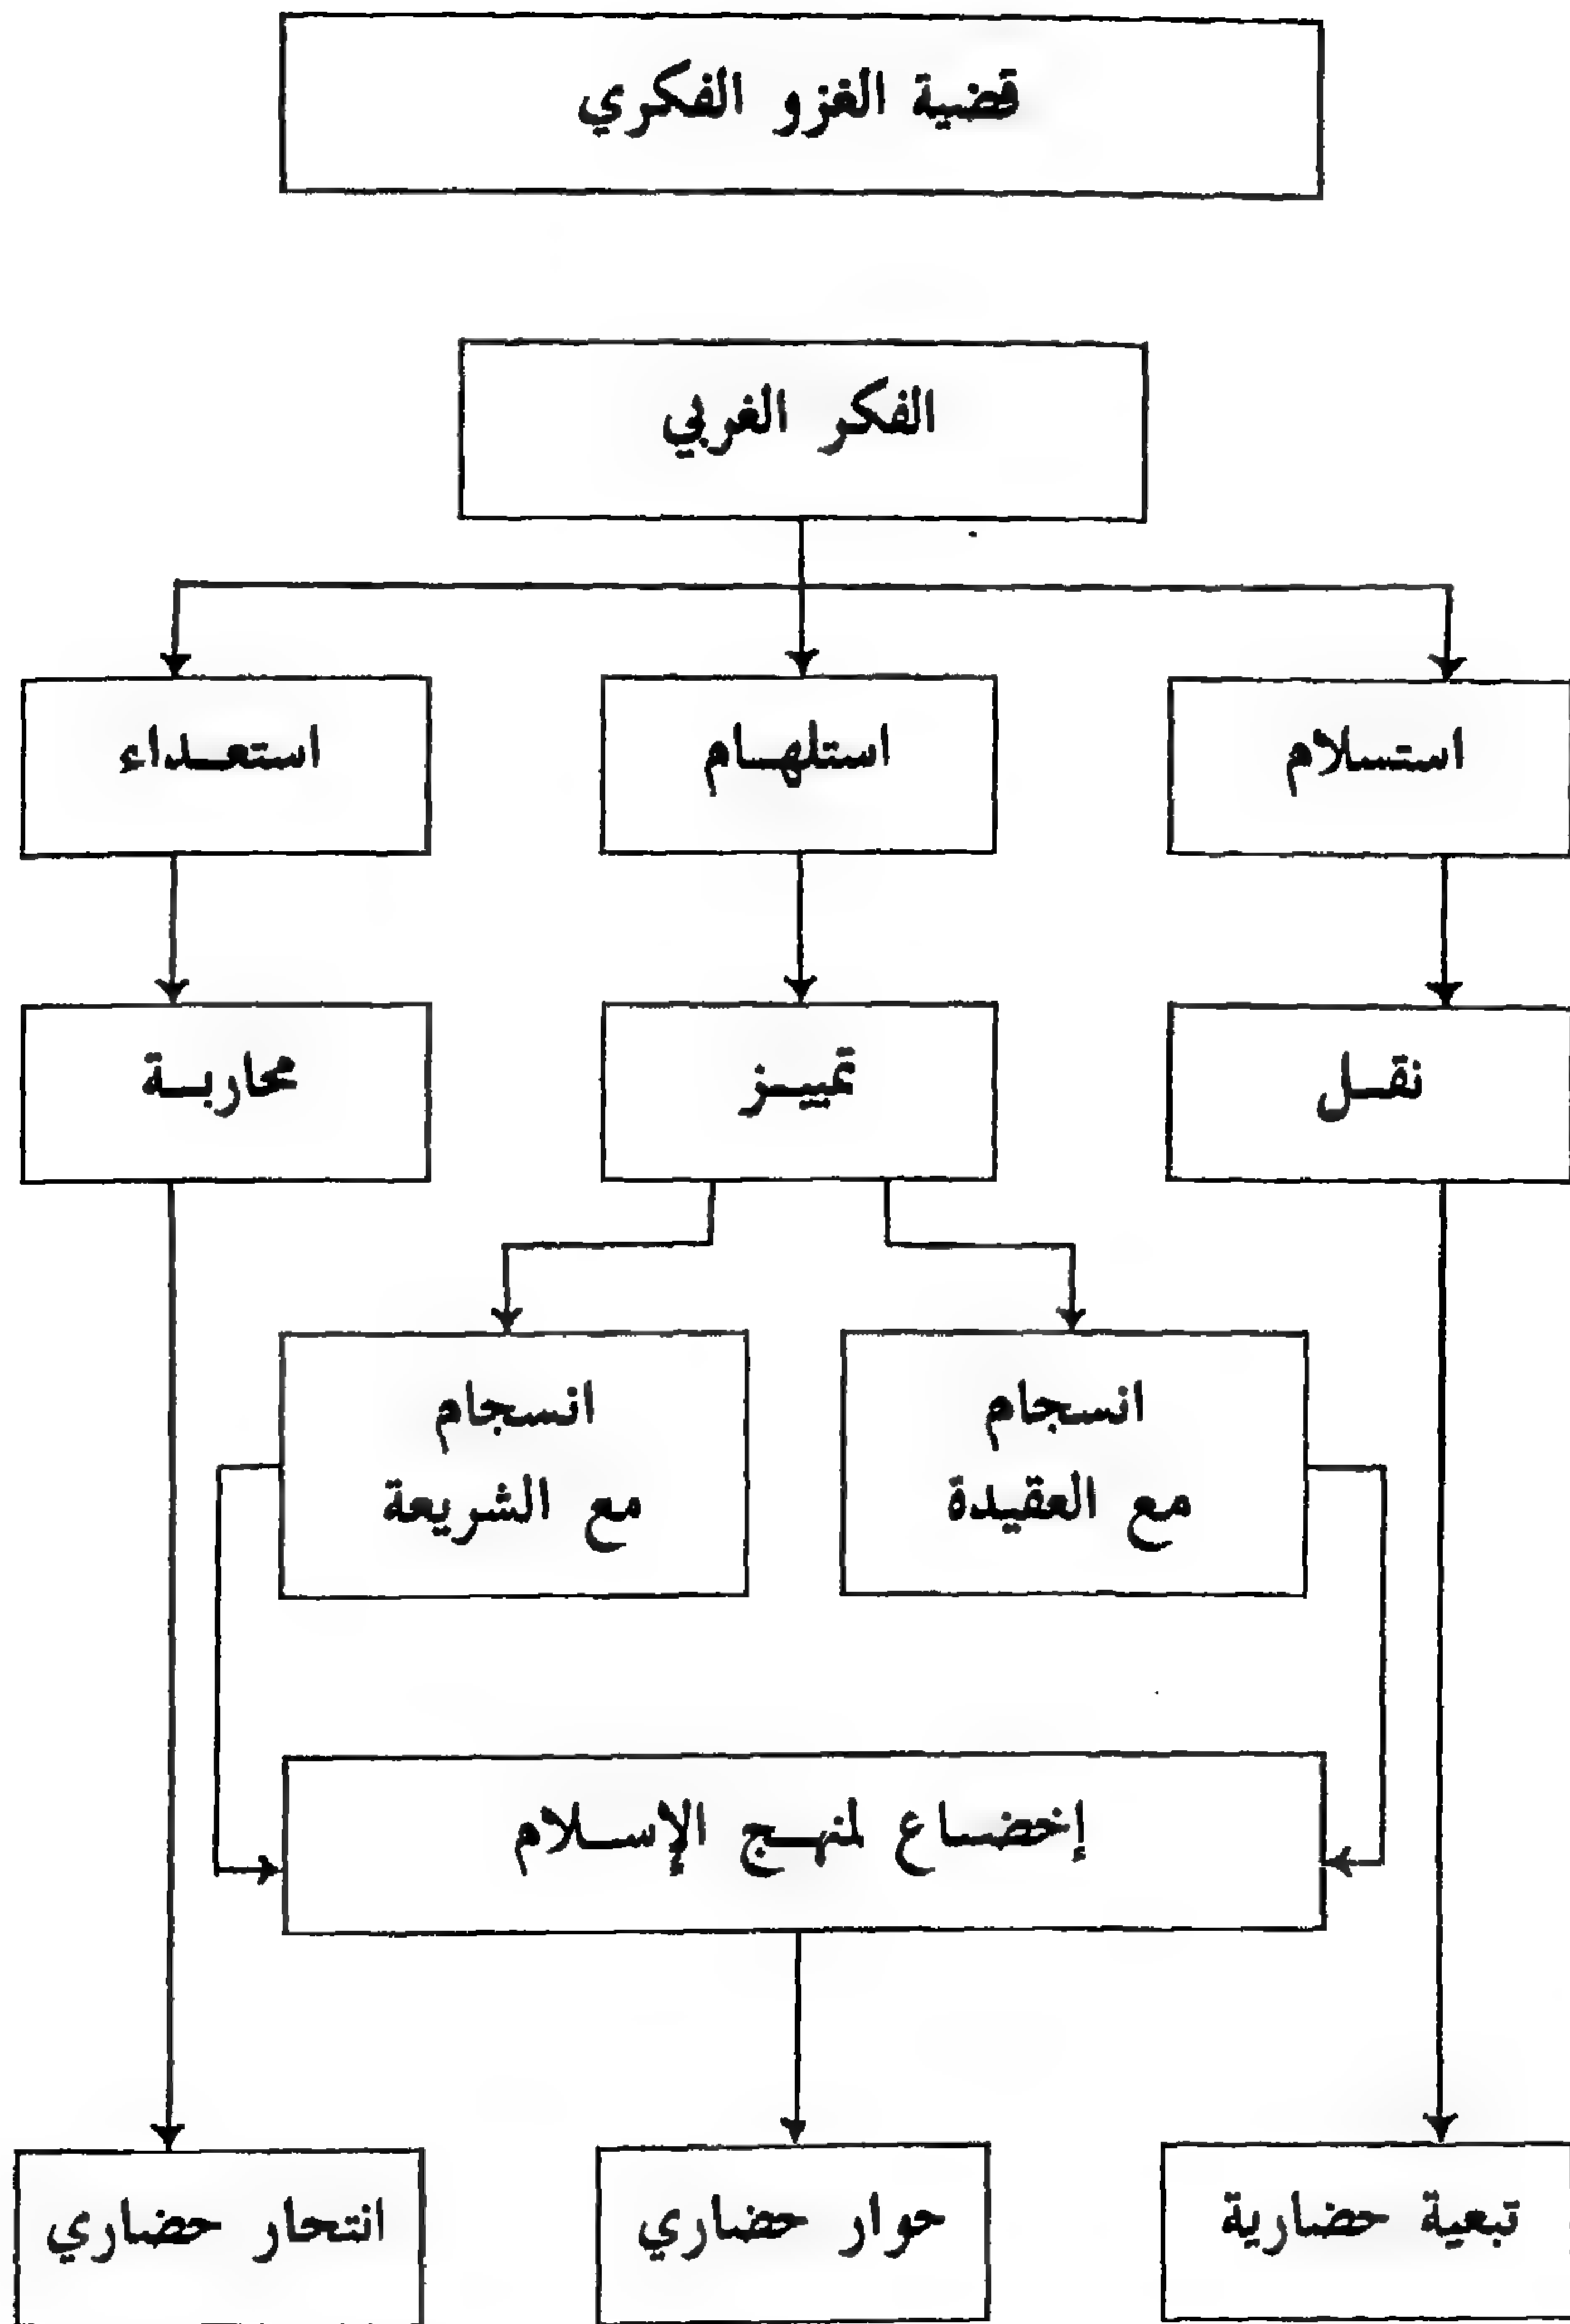 قضية الغزو الفكري
الفكر الغربي
استسلام
استلهام
استعداء
نقل
تمييز
محاربة
انسجام
مع العقيدة
انسجام
مع الشريعة
إخضاع لمنهج الإسلام
تبعية حضارية
حوار حضاري
انتحار حضاري